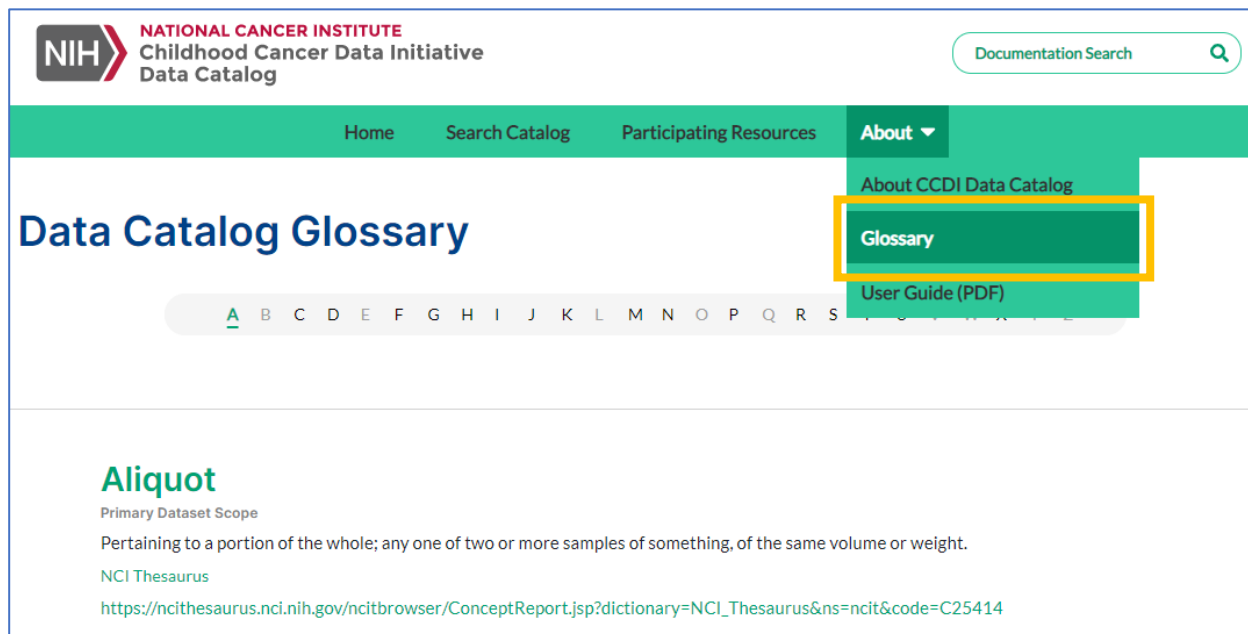 NIH
NATIONAL CANCER INSTITUTE
Childhood Cancer Data Initiative
Data Catalog
Documentation Search
Home Search Catalog Participating Resources About
About CCDI Data Catalog
Glossary
User Guide (PDF)
Data Catalog Glossary
A B C D E F G H I J K L M N O P Q R S
Aliquot
Primary Dataset Scope
Pertaining to a portion of the whole; any one of two or more samples of something, of the same volume or weight.
NCI Thesaurus
https://ncithesaurus.nci.nih.gov/ncitbrowser/ConceptReport.jsp?dictionary=NCI_Thesaurus&ns=ncit&code=C25414